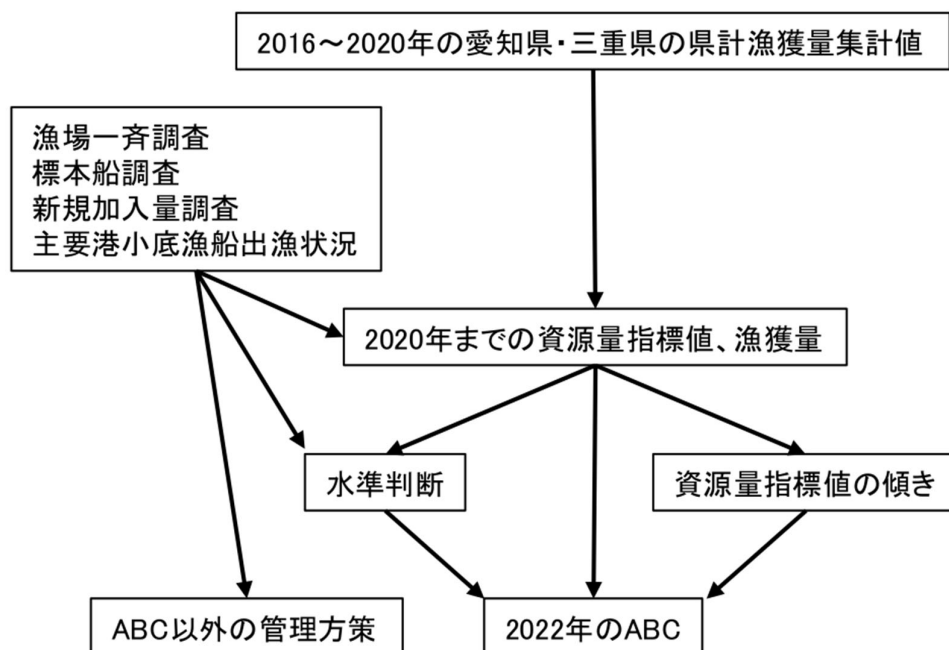 2016～2020年の愛知県・三重県の県計漁獲量集計値
漁場一斉調査
標本船調査
新規加入量調査
主要港小底漁船出漁状況
2020年までの資源量指標値、漁獲量
水準判断
資源量指標値の傾き
ABC以外の管理方策
2022年のABC